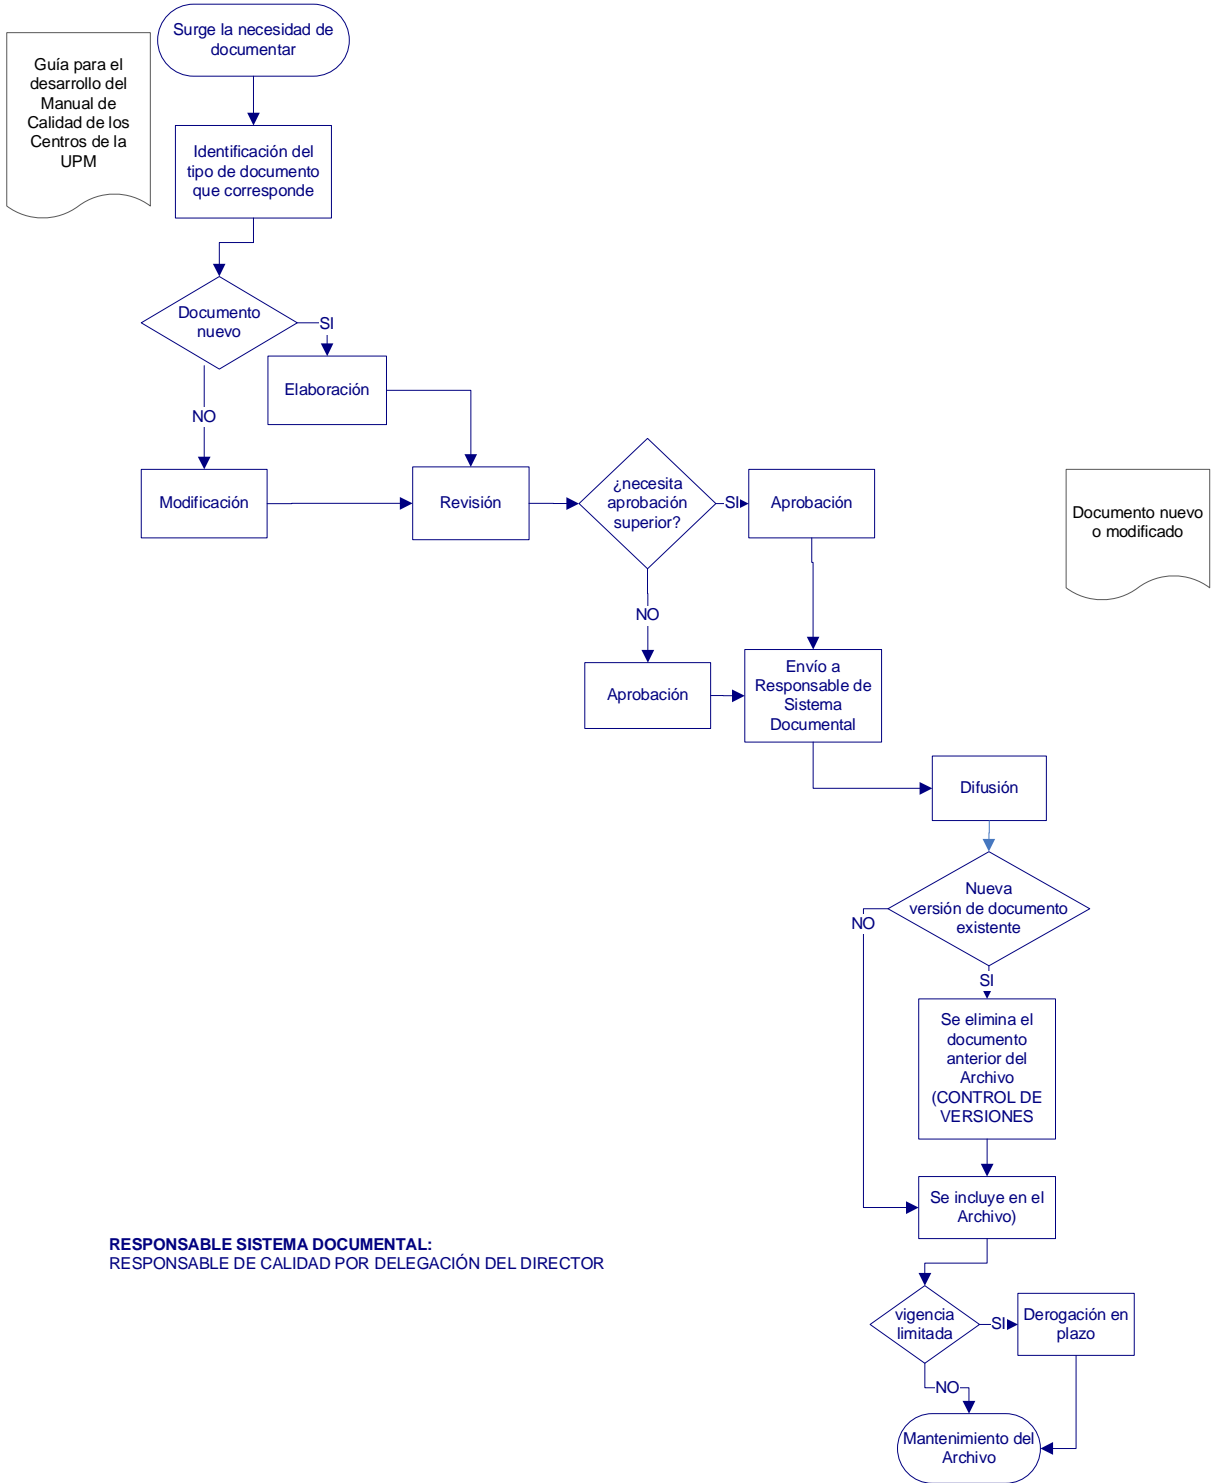 Surge la necesidad de
documentar
Guía para el
desarrollo del
Manual de
Calidad de los
Centros de la
UPM
Identificación del
tipo de documento
que corresponde
Documento
nuevo
SI
Elaboración
NO
Modificación
Revisión
¿necesita
aprobación
superior?
SI
Aprobación
Documento nuevo
o modificado
NO
Aprobación
Envío a
Responsable de
Sistema
Documental
Difusión
Nueva
versión de documento
existente
NO
SI
Se elimina el
documento
anterior del
Archivo
(CONTROL DE
VERSIONES
Se incluye en el
Archivo)
RESPONSABLE SISTEMA DOCUMENTAL:
RESPONSABLE DE CALIDAD POR DELEGACIÓN DEL DIRECTOR
vigencia
limitada
SI
Derogación en
plazo
NO
Mantenimiento del
Archivo